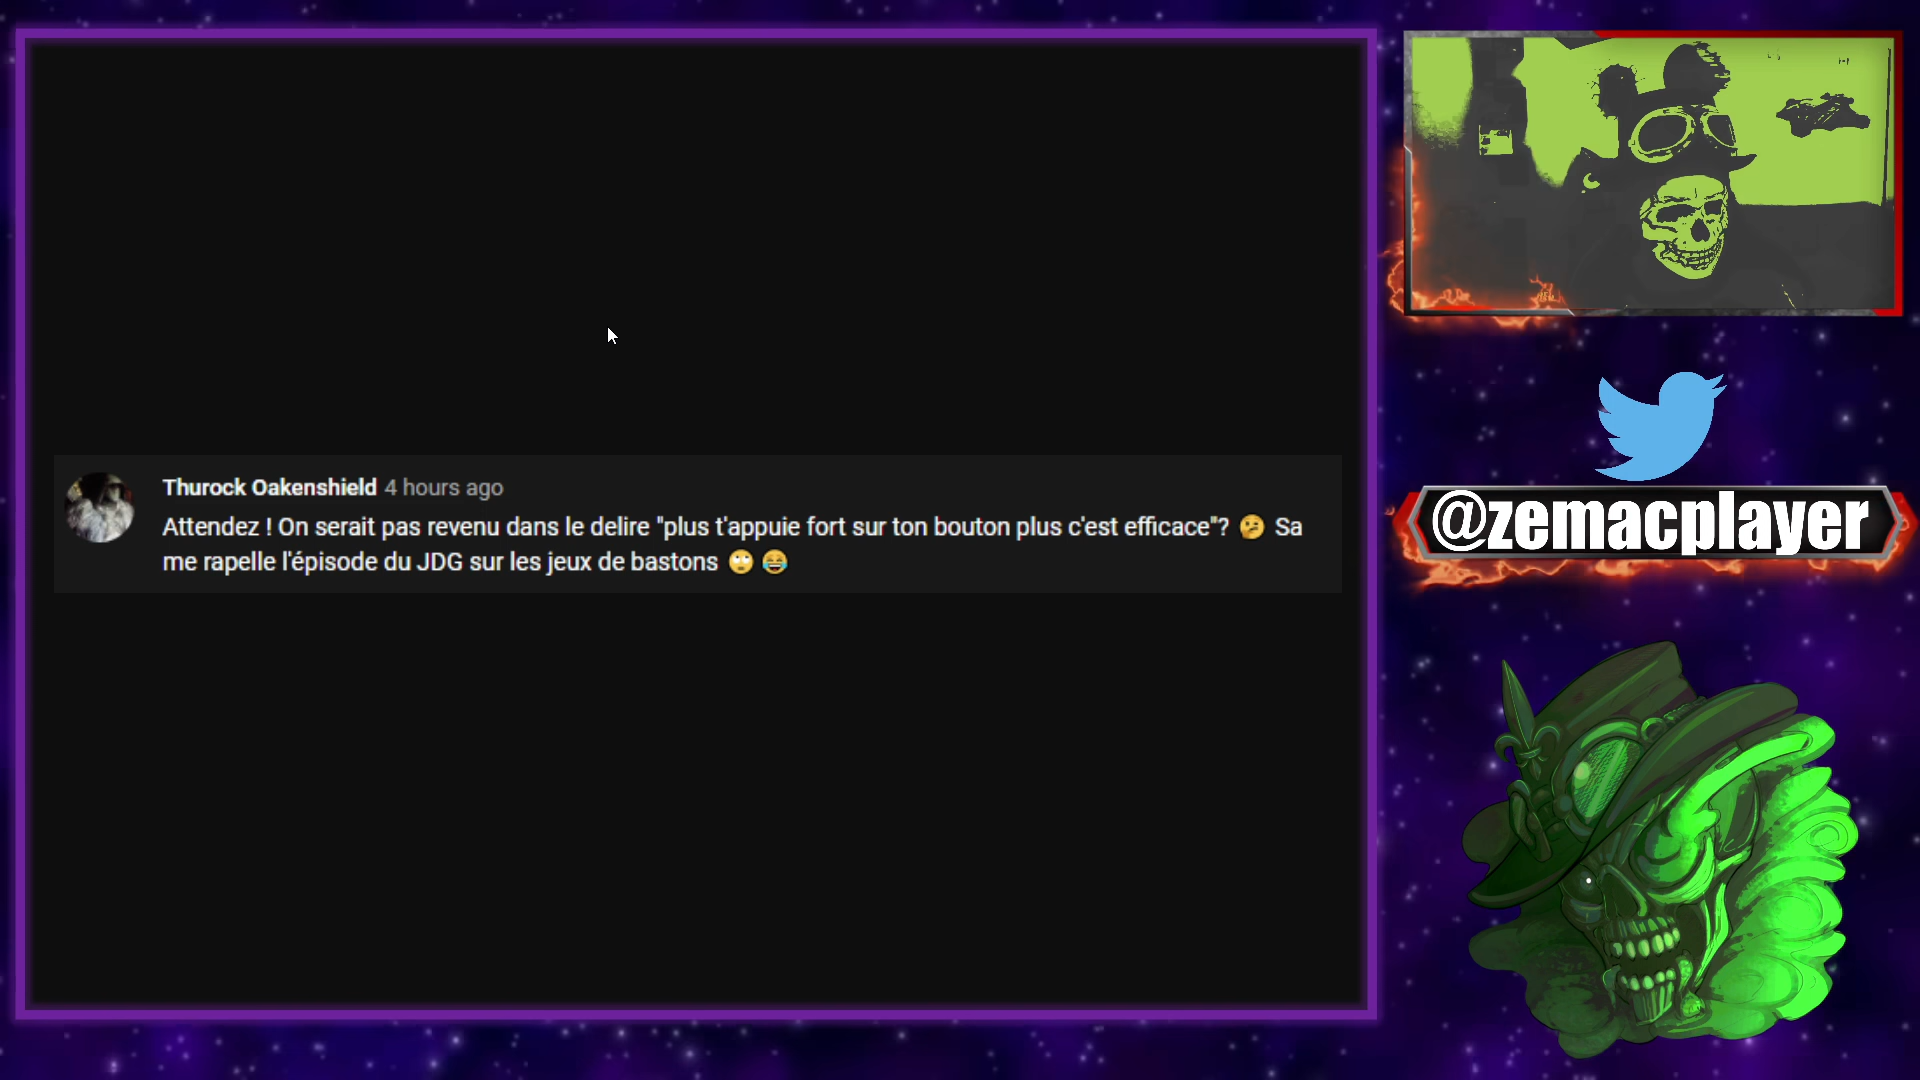 Thurock Oakenshield 4 hours ago
Attendez ! On serait pas revenu dans le delire "plus t'appuie fort sur ton bouton plus c'est efficace"? 🤔 Sa
me rapelle l'épisode du JDG sur les jeux de bastons 🙄 😂
@zemacplayer